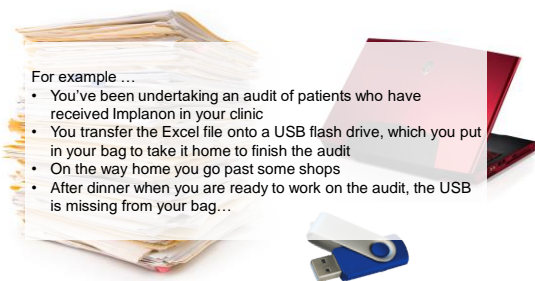 For example …
• You've been undertaking an audit of patients who have
received Implanon in your clinic
• You transfer the Excel file onto a USB flash drive, which you put
in your bag to take it home to finish the audit
• On the way home you go past some shops
• After dinner when you are ready to work on the audit, the USB
is missing from your bag…